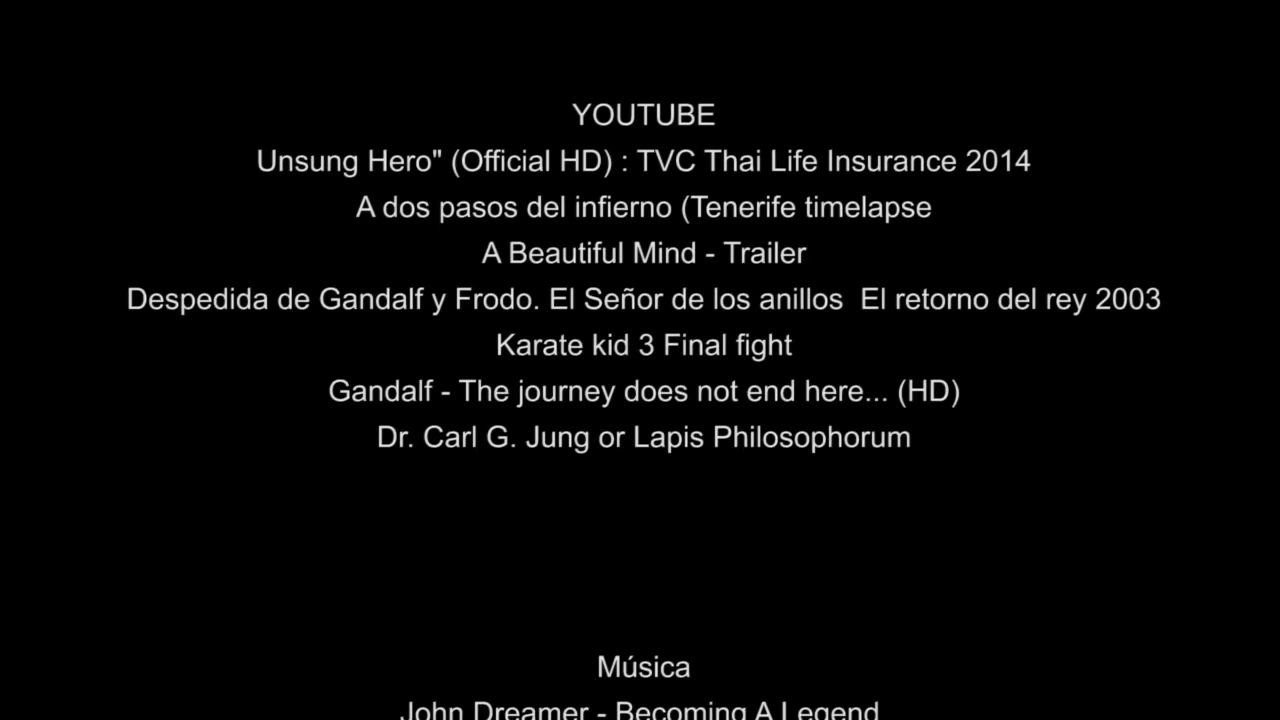 YOUTUBE
Unsung Hero" (Official HD) : TVC Thai Life Insurance 2014
A dos pasos del infierno (Tenerife timelapse
A Beautiful Mind - Trailer
Despedida de Gandalf y Frodo. El Señor de los anillos  El retorno del rey 2003
Karate kid 3 Final fight
Gandalf - The journey does not end here... (HD)
Dr. Carl G. Jung or Lapis Philosophorum
Música
John Dreamer - Becoming A Legend